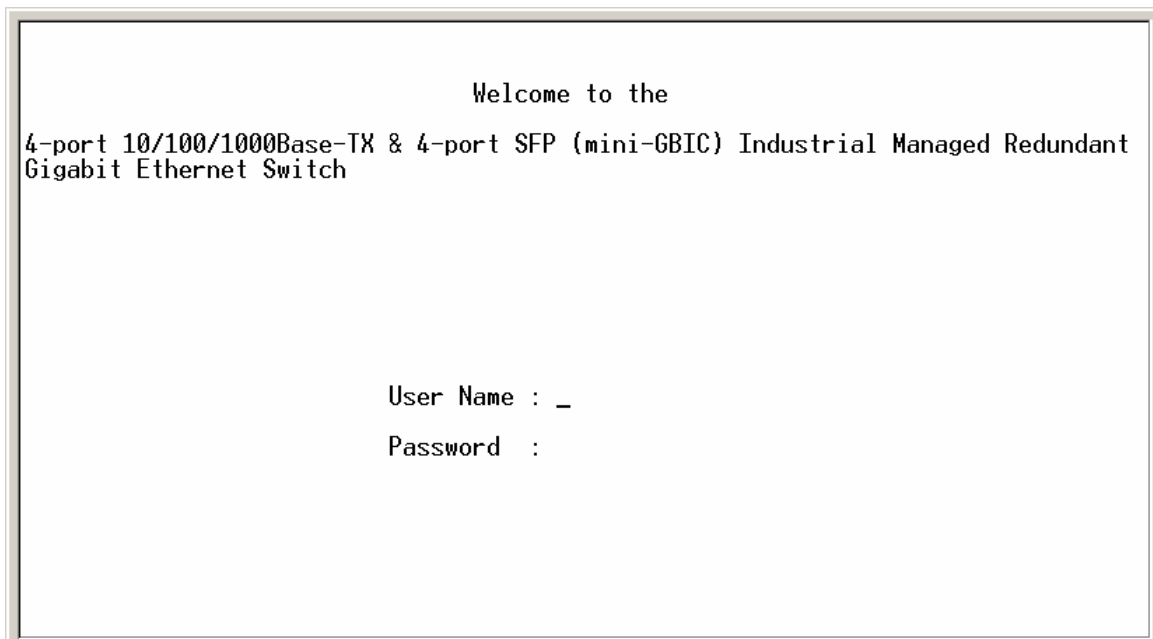 Welcome to the
4-port 10/100/1000Base-TX & 4-port SFP (mini-GBIC) Industrial Managed Redundant
Gigabit Ethernet Switch
User Name : _
Password :